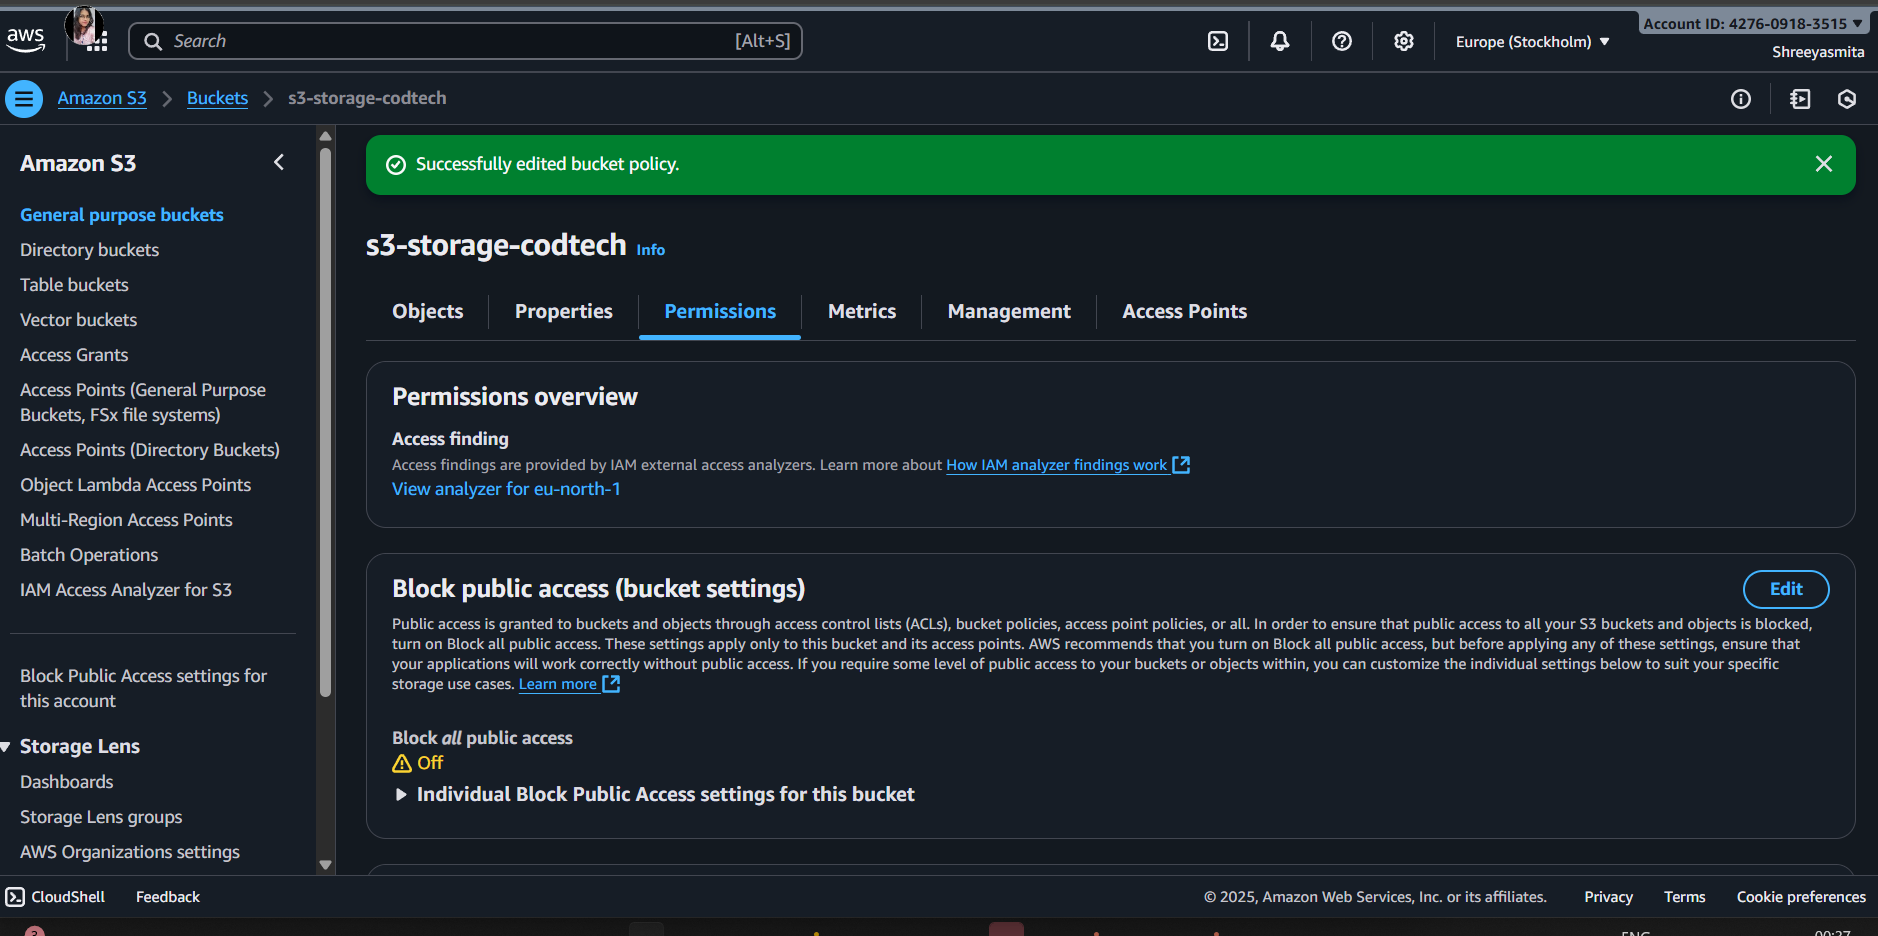 aws
Search
[Alt+S]
Europe (Stockholm)
Account ID: 4276-0918-3515
Shreeyasmita
Amazon S3
Buckets
s3-storage-codtech
Amazon S3
General purpose buckets
Directory buckets
Table buckets
Vector buckets
Access Grants
Access Points (General Purpose
Buckets, FSx file systems)
Access Points (Directory Buckets)
Object Lambda Access Points
Multi-Region Access Points
Batch Operations
IAM Access Analyzer for S3
Block Public Access settings for
this account
Storage Lens
Dashboards
Storage Lens groups
AWS Organizations settings
Successfully edited bucket policy.
s3-storage-codtech Info
Objects
Properties
Permissions
Metrics
Management
Access Points
Permissions overview
Access finding
Access findings are provided by IAM external access analyzers. Learn more about How IAM analyzer findings work
View analyzer for eu-north-1
Block public access (bucket settings)
Edit
Public access is granted to buckets and objects through access control lists (ACLs), bucket policies, access point policies, or all. In order to ensure that public access to all your S3 buckets and objects is blocked,
turn on Block all public access. These settings apply only to this bucket and its access points. AWS recommends that you turn on Block all public access, but before applying any of these settings, ensure that
your applications will work correctly without public access. If you require some level of public access to your buckets or objects within, you can customize the individual settings below to suit your specific
storage use cases. Learn more
Block all public access
Off
Individual Block Public Access settings for this bucket
CloudShell
Feedback
© 2025, Amazon Web Services, Inc. or its affiliates.
Privacy
Terms
Cookie preferences